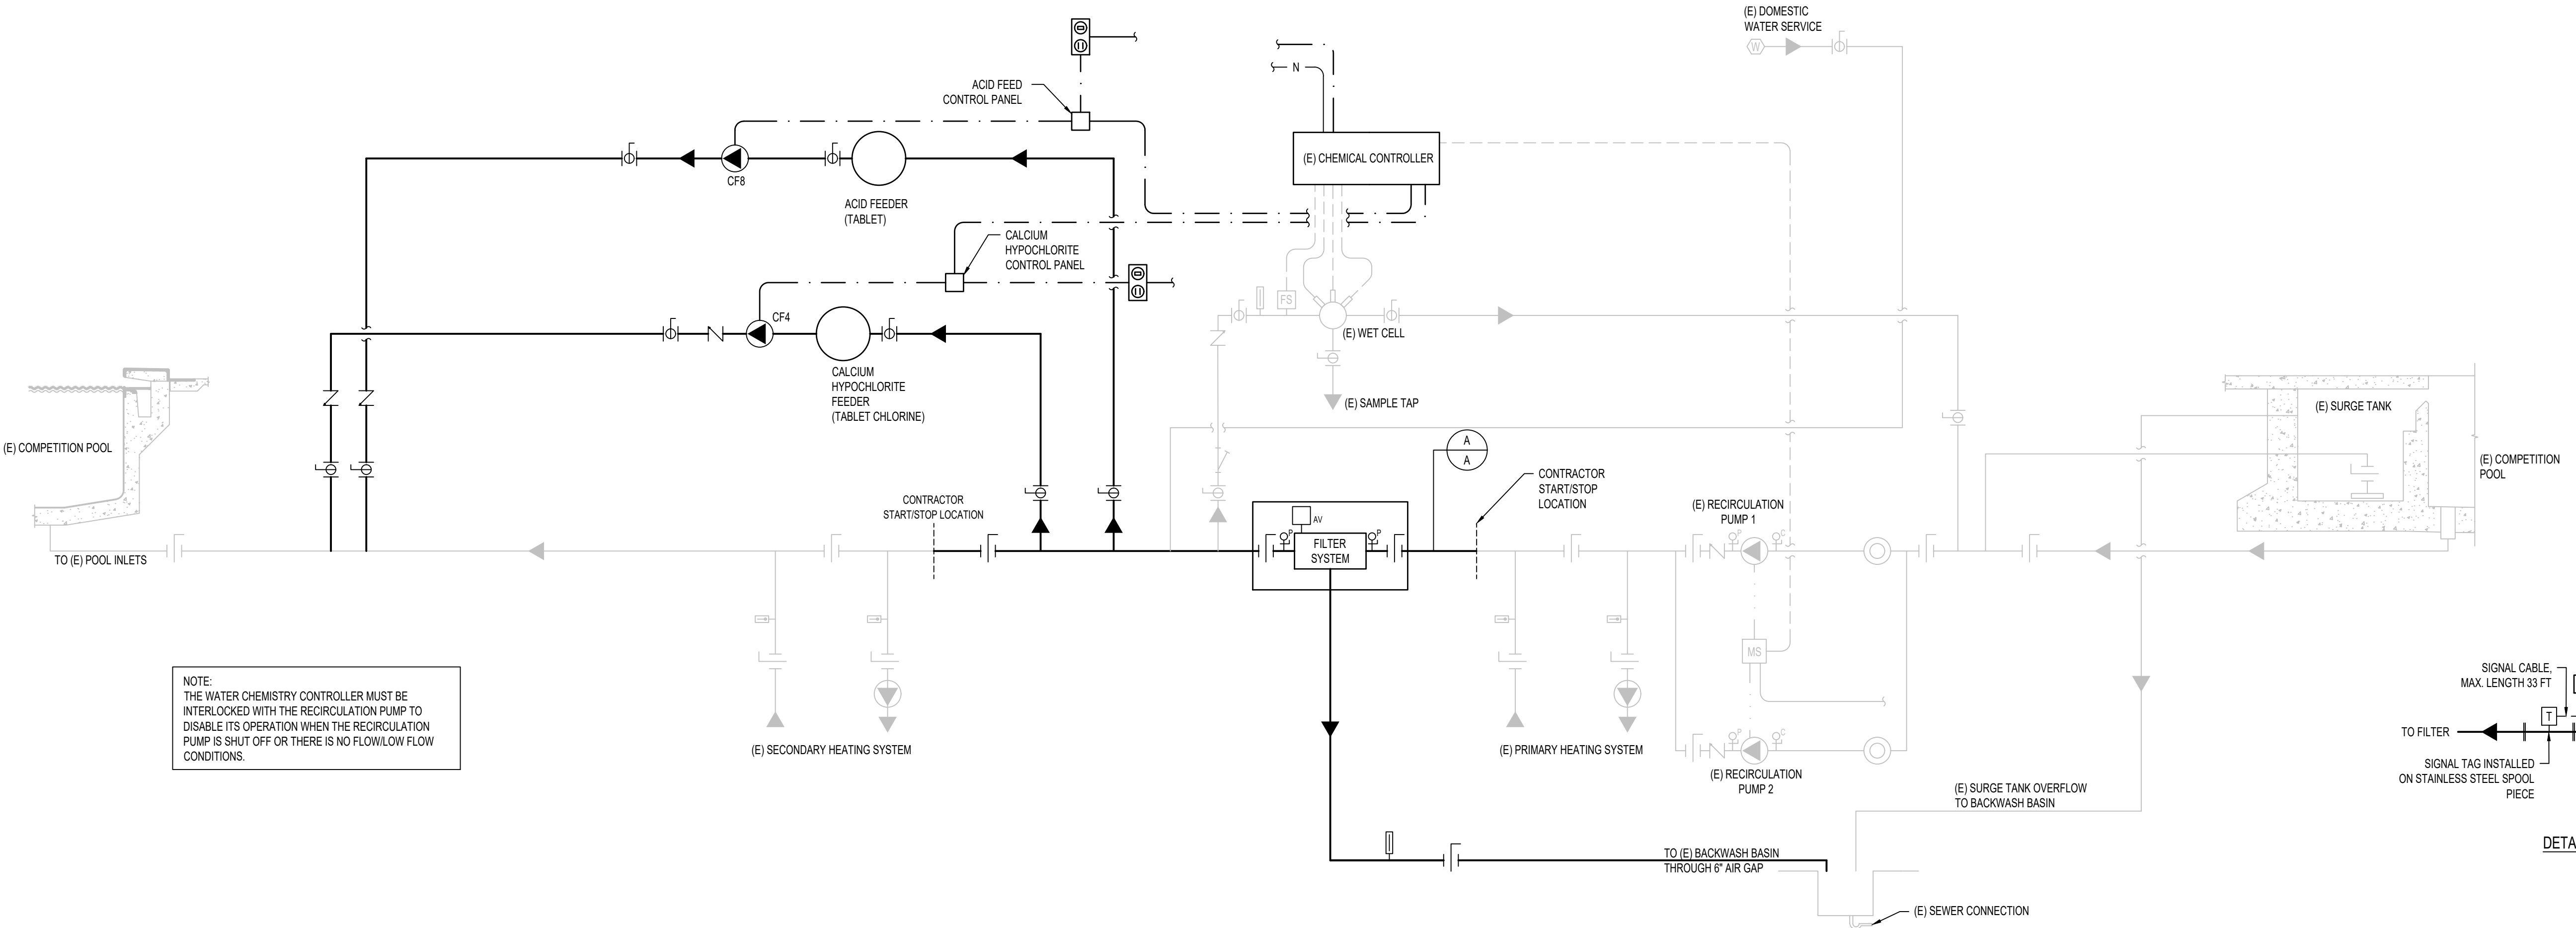 (E) DOMESTIC
WATER SERVICE
W
ACID FEED
CONTROL PANEL
N
(E) CHEMICAL CONTROLLER
CF8
ACID FEEDER
(TABLET)
CALCIUM
HYPOCHLORITE
CONTROL PANEL
FS
CF4
(E) WET CELL
CALCIUM
HYPOCHLORITE
FEEDER
(TABLET CHLORINE)
(E) SAMPLE TAP
(E) SURGE TANK
(E) COMPETITION POOL
A
A
(E) COMPETITION
POOL
CONTRACTOR
START/STOP
LOCATION
CONTRACTOR
START/STOP LOCATION
(E) RECIRCULATION
PUMP 1
AV
P
P
P
C
FILTER
SYSTEM
TO (E) POOL INLETS
MS
NOTE:
THE WATER CHEMISTRY CONTROLLER MUST BE
INTERLOCKED WITH THE RECIRCULATION PUMP TO
DISABLE ITS OPERATION WHEN THE RECIRCULATION
PUMP IS SHUT OFF OR THERE IS NO FLOW/LOW FLOW
CONDITIONS.
SIGNAL CABLE,
MAX. LENGTH 33 FT
T
TO FILTER
SIGNAL TAG INSTALLED
ON STAINLESS STEEL SPOOL
PIECE
(E) SECONDARY HEATING SYSTEM
(E) PRIMARY HEATING SYSTEM
P
C
(E) RECIRCULATION
PUMP 2
(E) SURGE TANK OVERFLOW
TO BACKWASH BASIN
DETA
TO (E) BACKWASH BASIN
THROUGH 6" AIR GAP
(E) SEWER CONNECTION